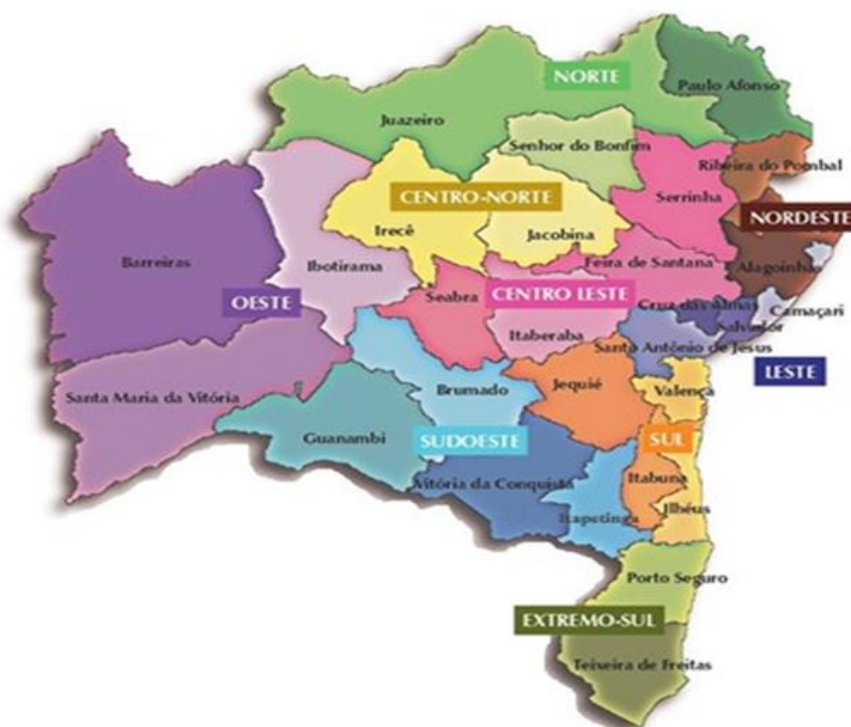 NORTE
Paulo Afonso
Juazeiro
Senhor do Bonfim
Ribeira do Pombal
CENTRO-NORTE
Serrinha
NORDESTE
Irecê
Jacobina
Barreiras
Ibotirama
Feira de Santana
Alagoinhas
OESTE
Seabra
CENTRO LESTE
Cruz das Almas
Camaçari
Salvador
Itaberaba
Santo Antônio de Jesus
LESTE
Santa Maria da Vitória
Brumado
Jequié
Valença
Guanambi
SUDOESTE
SUL
Vitória da Conquista
Itabuna
Itapetinga
Ilhéus
Porto Seguro
EXTREMO-SUL
Teixeira de Freitas